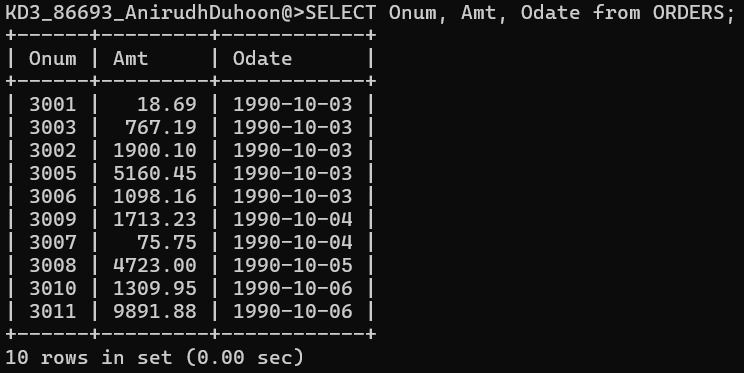 KD3_86693_AnirudhDuhoon@>SELECT Onum, Amt, Odate from ORDERS;
+------+---------+------------+
| Onum | Amt     | Odate      |
+------+---------+------------+
| 3001 |   18.69 | 1990-10-03 |
| 3003 |  767.19 | 1990-10-03 |
| 3002 | 1900.10 | 1990-10-03 |
| 3005 | 5160.45 | 1990-10-03 |
| 3006 | 1098.16 | 1990-10-03 |
| 3009 | 1713.23 | 1990-10-04 |
| 3007 |   75.75 | 1990-10-04 |
| 3008 | 4723.00 | 1990-10-05 |
| 3010 | 1309.95 | 1990-10-06 |
| 3011 | 9891.88 | 1990-10-06 |
+------+---------+------------+
10 rows in set (0.00 sec)